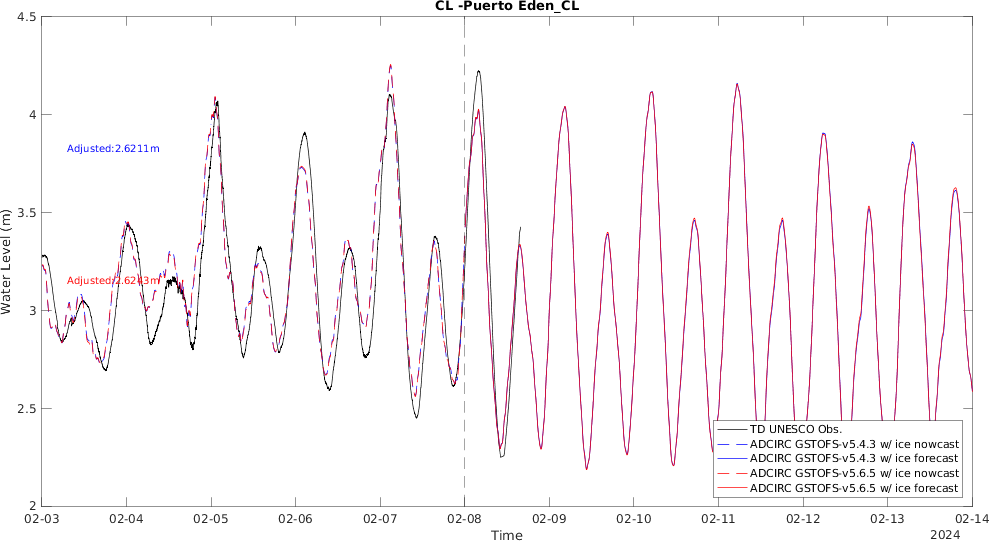 CL -Puerto Eden_CL
4.5
4
3.5
3
2.5
2
Water Level (m)
Adjusted:2.6211m
TD UNESCO Obs.
ADCIRC GSTOFS-v5.4.3 w/ ice nowcast
ADCIRC GSTOFS-v5.4.3 w/ ice forecast
ADCIRC GSTOFS-v5.6.5 w/ ice nowcast
ADCIRC GSTOFS-v5.6.5 w/ ice forecast
02-03 02-04 02-05 02-06 02-07 02-08 02-09 02-10 02-11 02-12 02-13 02-14
Time
2024